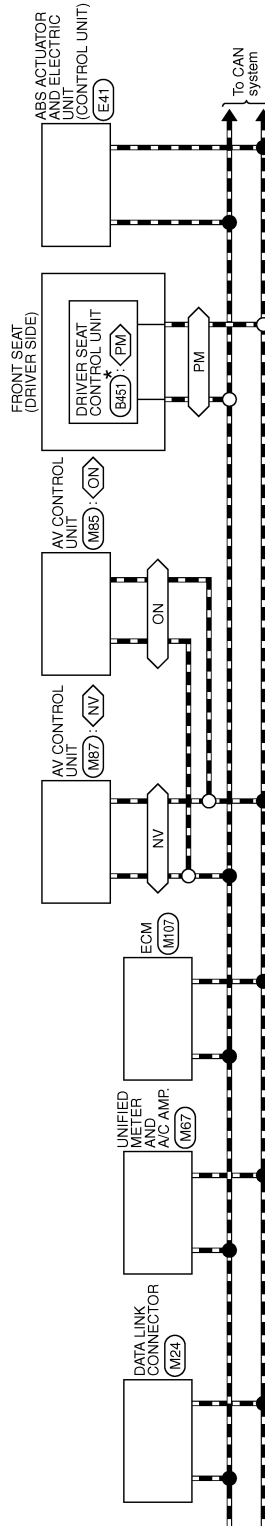 DATA LINK
CONNECTOR
M24
UNIFIED
METER
AND
A/C AMP.
M67
ECM
M107
AV CONTROL
UNIT
M87 : NV
NV
AV CONTROL
UNIT
M85 : ON
ON
FRONT SEAT
(DRIVER SIDE)
DRIVER SEAT
CONTROL UNIT
*
B451 : PM
PM
ABS ACTUATOR
AND ELECTRIC
UNIT
(CONTROL UNIT)
E41
To CAN
system